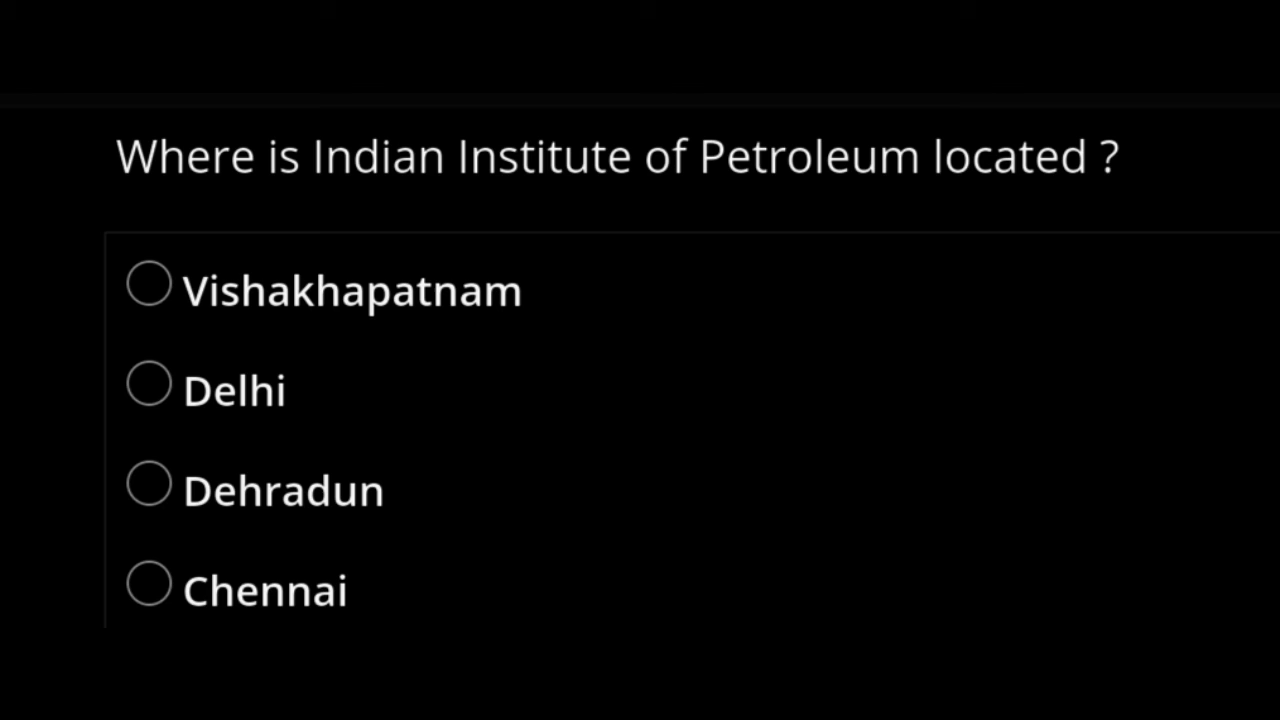 Where is Indian Institute of Petroleum located ?
Vishakhapatnam
Delhi
Dehradun
Chennai